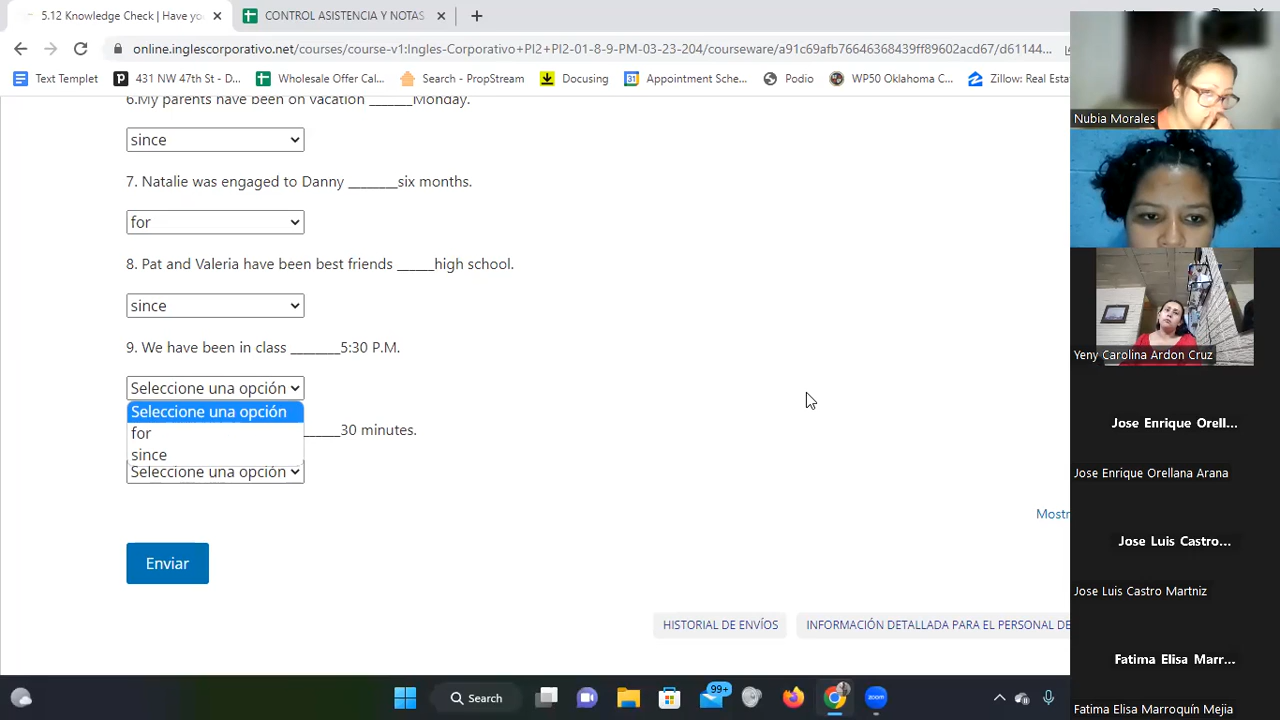 5.12 Knowledge Check | Have yo
CONTROL ASISTENCIA Y NOTAS
online.inglescorporativo.net/courses/course-v1:Ingles-Corporativo+PI2+PI2-01-8-9-PM-03-23-204/courseware/a91c69afb76646368439ff89602acd67/d61144...
Text Templet
431 NW 47th St - D...
Wholesale Offer Cal...
Search - PropStream
Docusing
Appointment Sche...
Podio
WP50 Oklahoma C...
Zillow: Real Esta
6.My parents have been on vacation _______Monday.
since
7. Natalie was engaged to Danny ________six months.
for
8. Pat and Valeria have been best friends ______high school.
since
9. We have been in class ________5:30 P.M.
Seleccione una opción
Seleccione una opción
for
since
______30 minutes.
Seleccione una opción
Mostr
Enviar
HISTORIAL DE ENVÍOS
INFORMACIÓN DETALLADA PARA EL PERSONAL DE
Nubia Morales
Yeny Carolina Ardon Cruz
Jose Enrique Orell...
Jose Enrique Orellana Arana
Jose Luis Castro...
Jose Luis Castro Martniz
Fatima Elisa Marr...
Fatima Elisa Marroquín Mejia
Search
99+
zoom